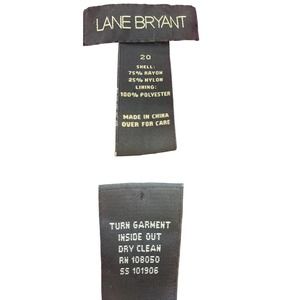 LANE BRYANT
20
SHELL:
75% RAYON
25% NYLON
LINING:
100% POLYESTER
MADE IN CHINA
OVER FOR CARE
TURN GARMENT
INSIDE OUT
DRY CLEAN
RN 108050
SS 101906